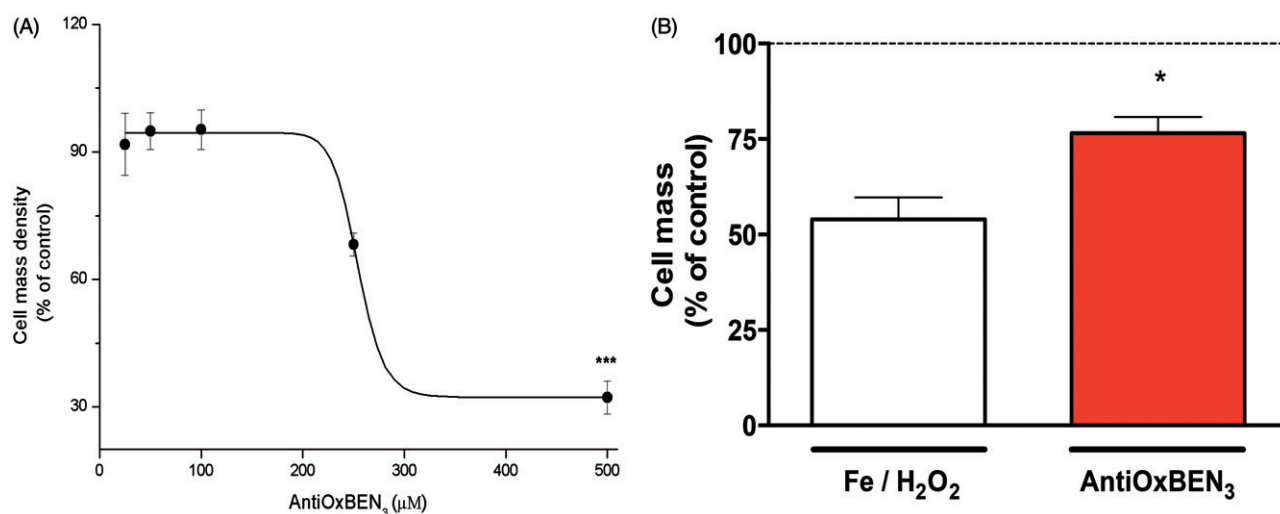 (A)
120
90
60
30
Cell mass density
(% of control)
***
0
100
200
300
400
500
AntiOxBEN₃ (μM)
(B)
100
75
50
25
0
Cell mass
(% of control)
*
Fe / H₂O₂
AntiOxBEN₃